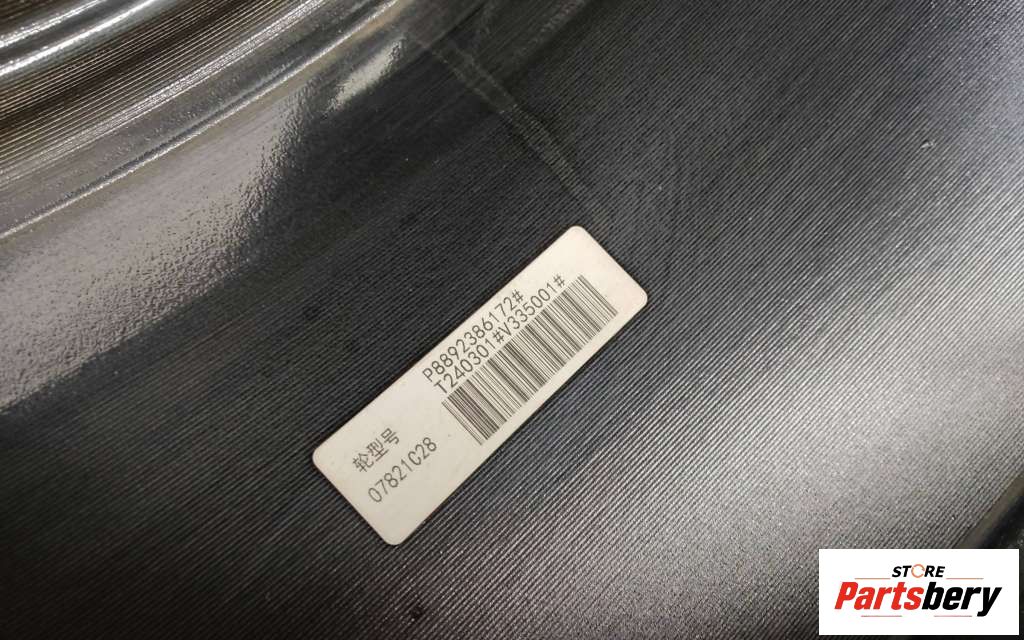 P8892386172#
T240301#V335001#
轮型号
07821C28
STORE
Partsbery